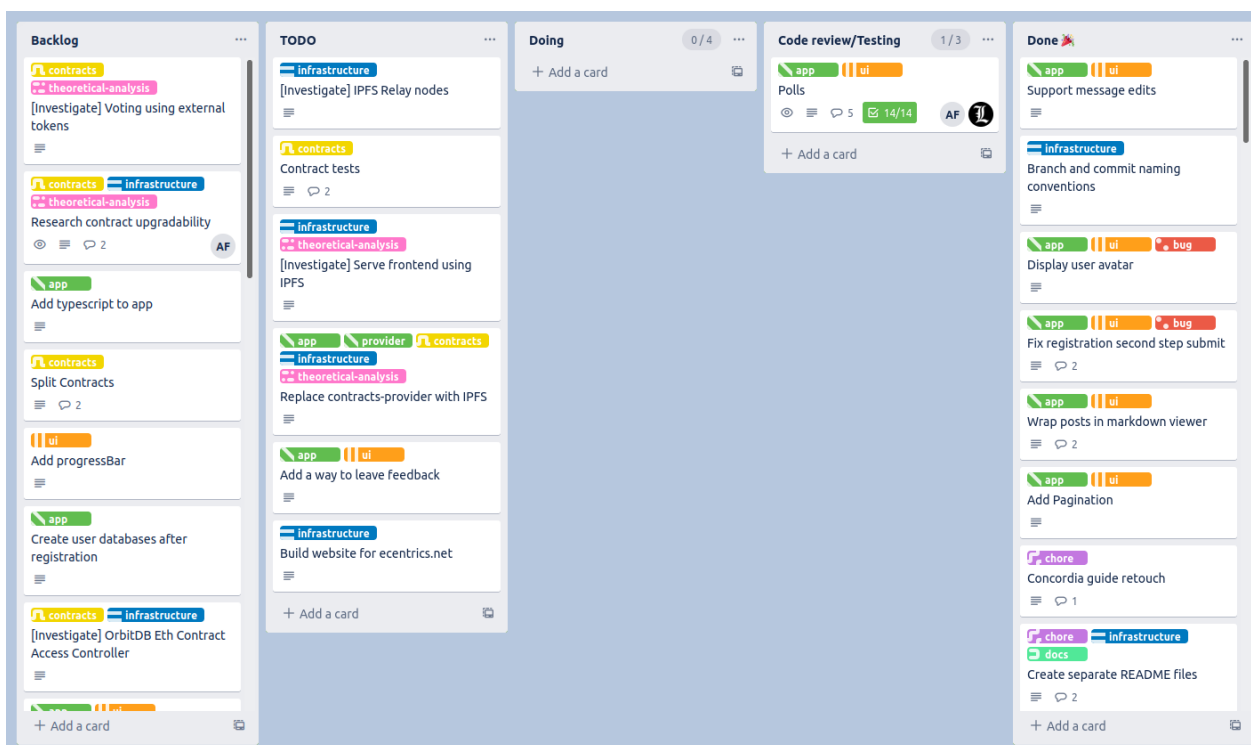 Backlog
contracts
theoretical-analysis
[Investigate] Voting using external
tokens
contracts infrastructure
theoretical-analysis
Research contract upgradability
2 AF
app
Add typescript to app
contracts
Split Contracts
2
ui
Add progressBar
app
Create user databases after
registration
contracts infrastructure
[Investigate] OrbitDB Eth Contract
Access Controller
app ui
+ Add a card
TODO
infrastructure
[Investigate] IPFS Relay nodes
contracts
Contract tests
2
infrastructure
theoretical-analysis
[Investigate] Serve frontend using
IPFS
app provider contracts
infrastructure
theoretical-analysis
Replace contracts-provider with IPFS
app ui
Add a way to leave feedback
infrastructure
Build website for ecentrics.net
+ Add a card
Doing 0/4
+ Add a card
Code review/Testing 1/3
app ui
Polls
5 14/14 AF L
+ Add a card
Done 🎉
app ui
Support message edits
infrastructure
Branch and commit naming
conventions
app ui bug
Display user avatar
app ui bug
Fix registration second step submit
2
app ui
Wrap posts in markdown viewer
2
app ui
Add Pagination
chore
Concordia guide retouch
1
chore infrastructure
docs
Create separate README files
2
+ Add a card